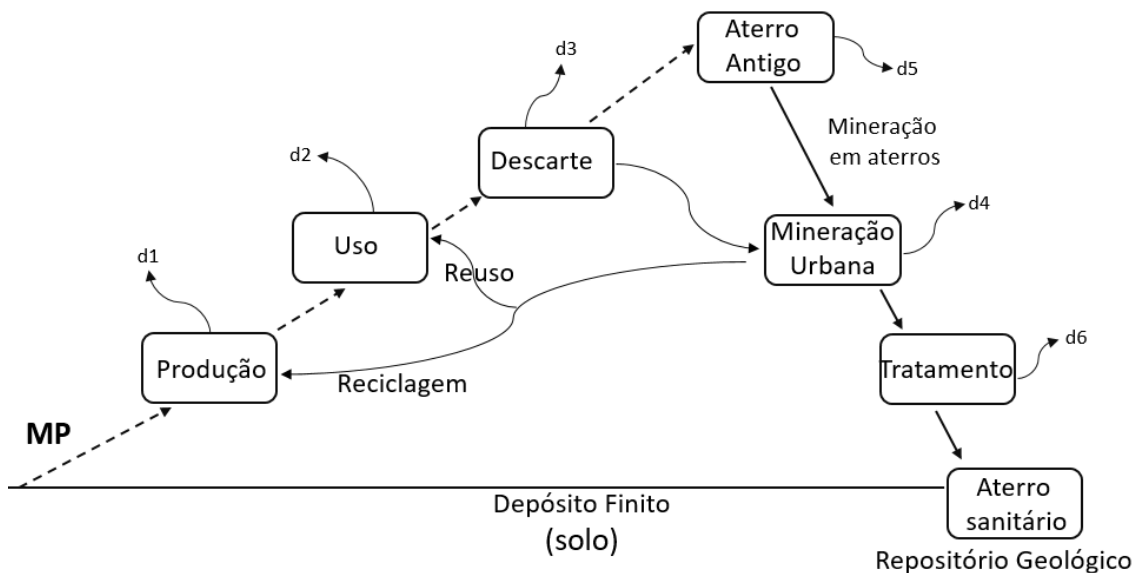 Aterro
Antigo
d3
d5
Mineração
em aterros
Descarte
d2
d4
Mineração
Urbana
Uso
d1
Reuso
d6
Produção
Tratamento
Reciclagem
MP
Depósito Finito
(solo)
Aterro
sanitário
Repositório Geológico